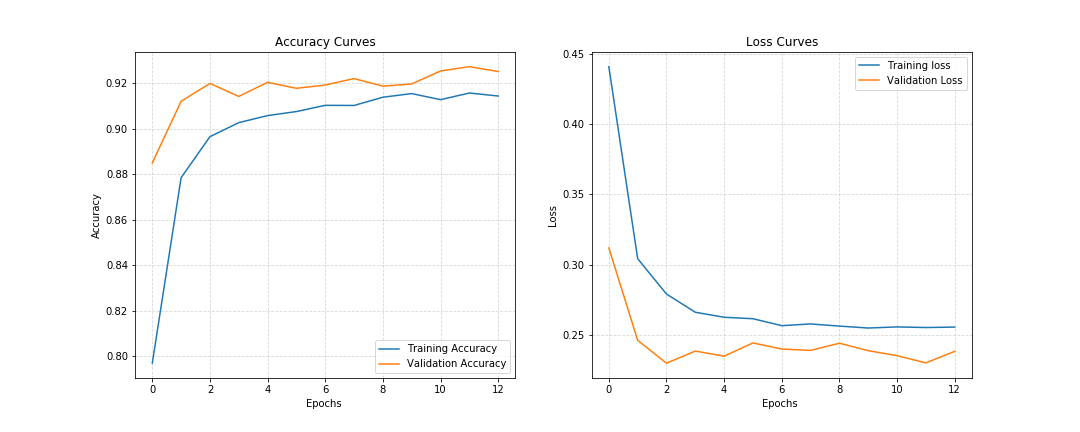 Accuracy Curves
0.92
0.90
0.88
0.86
0.84
0.82
0.80
Accuracy
0 2 4 6 8 10 12
Epochs
Training Accuracy
Validation Accuracy
Loss Curves
0.45
0.40
0.35
0.30
0.25
Loss
0 2 4 6 8 10 12
Epochs
Training loss
Validation Loss